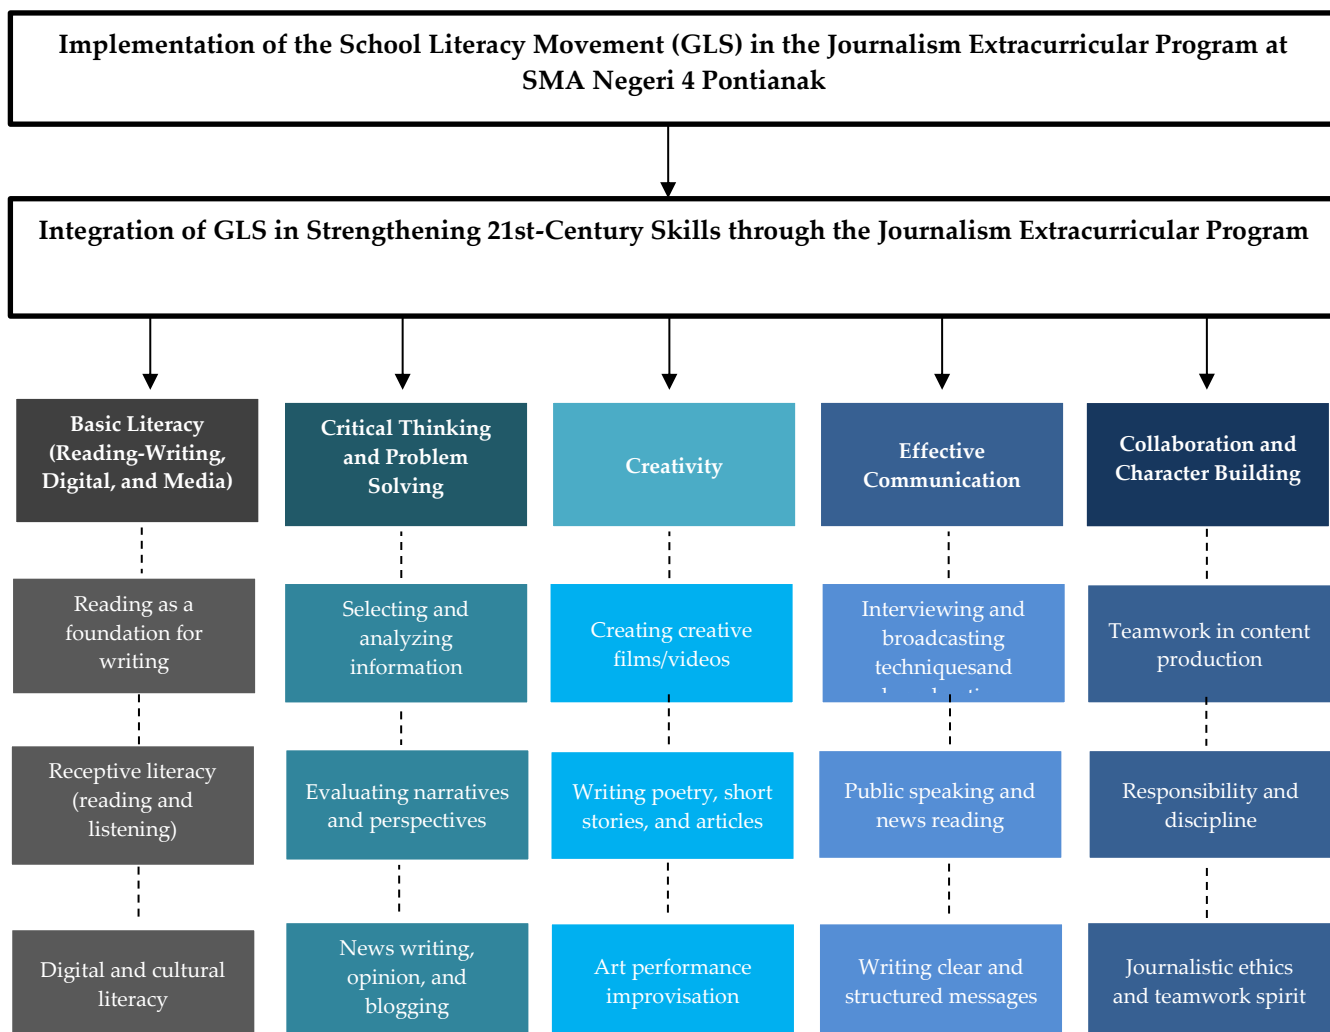 Implementation of the School Literacy Movement (GLS) in the Journalism Extracurricular Program at
SMA Negeri 4 Pontianak
Integration of GLS in Strengthening 21st-Century Skills through the Journalism Extracurricular Program
Basic Literacy
(Reading-Writing,
Digital, and Media)
Critical Thinking
and Problem
Solving
Creativity
Effective
Communication
Collaboration and
Character Building
Reading as a
foundation for
writing
Selecting and
analyzing
information
Creating creative
films/videos
Interviewing and
broadcasting
techniquesand
Teamwork in content
production
Receptive literacy
(reading and
listening)
Evaluating narratives
and perspectives
Writing poetry, short
stories, and articles
Public speaking and
news reading
Responsibility and
discipline
Digital and cultural
literacy
News writing,
opinion, and
blogging
Art performance
improvisation
Writing clear and
structured messages
Journalistic ethics
and teamwork spirit